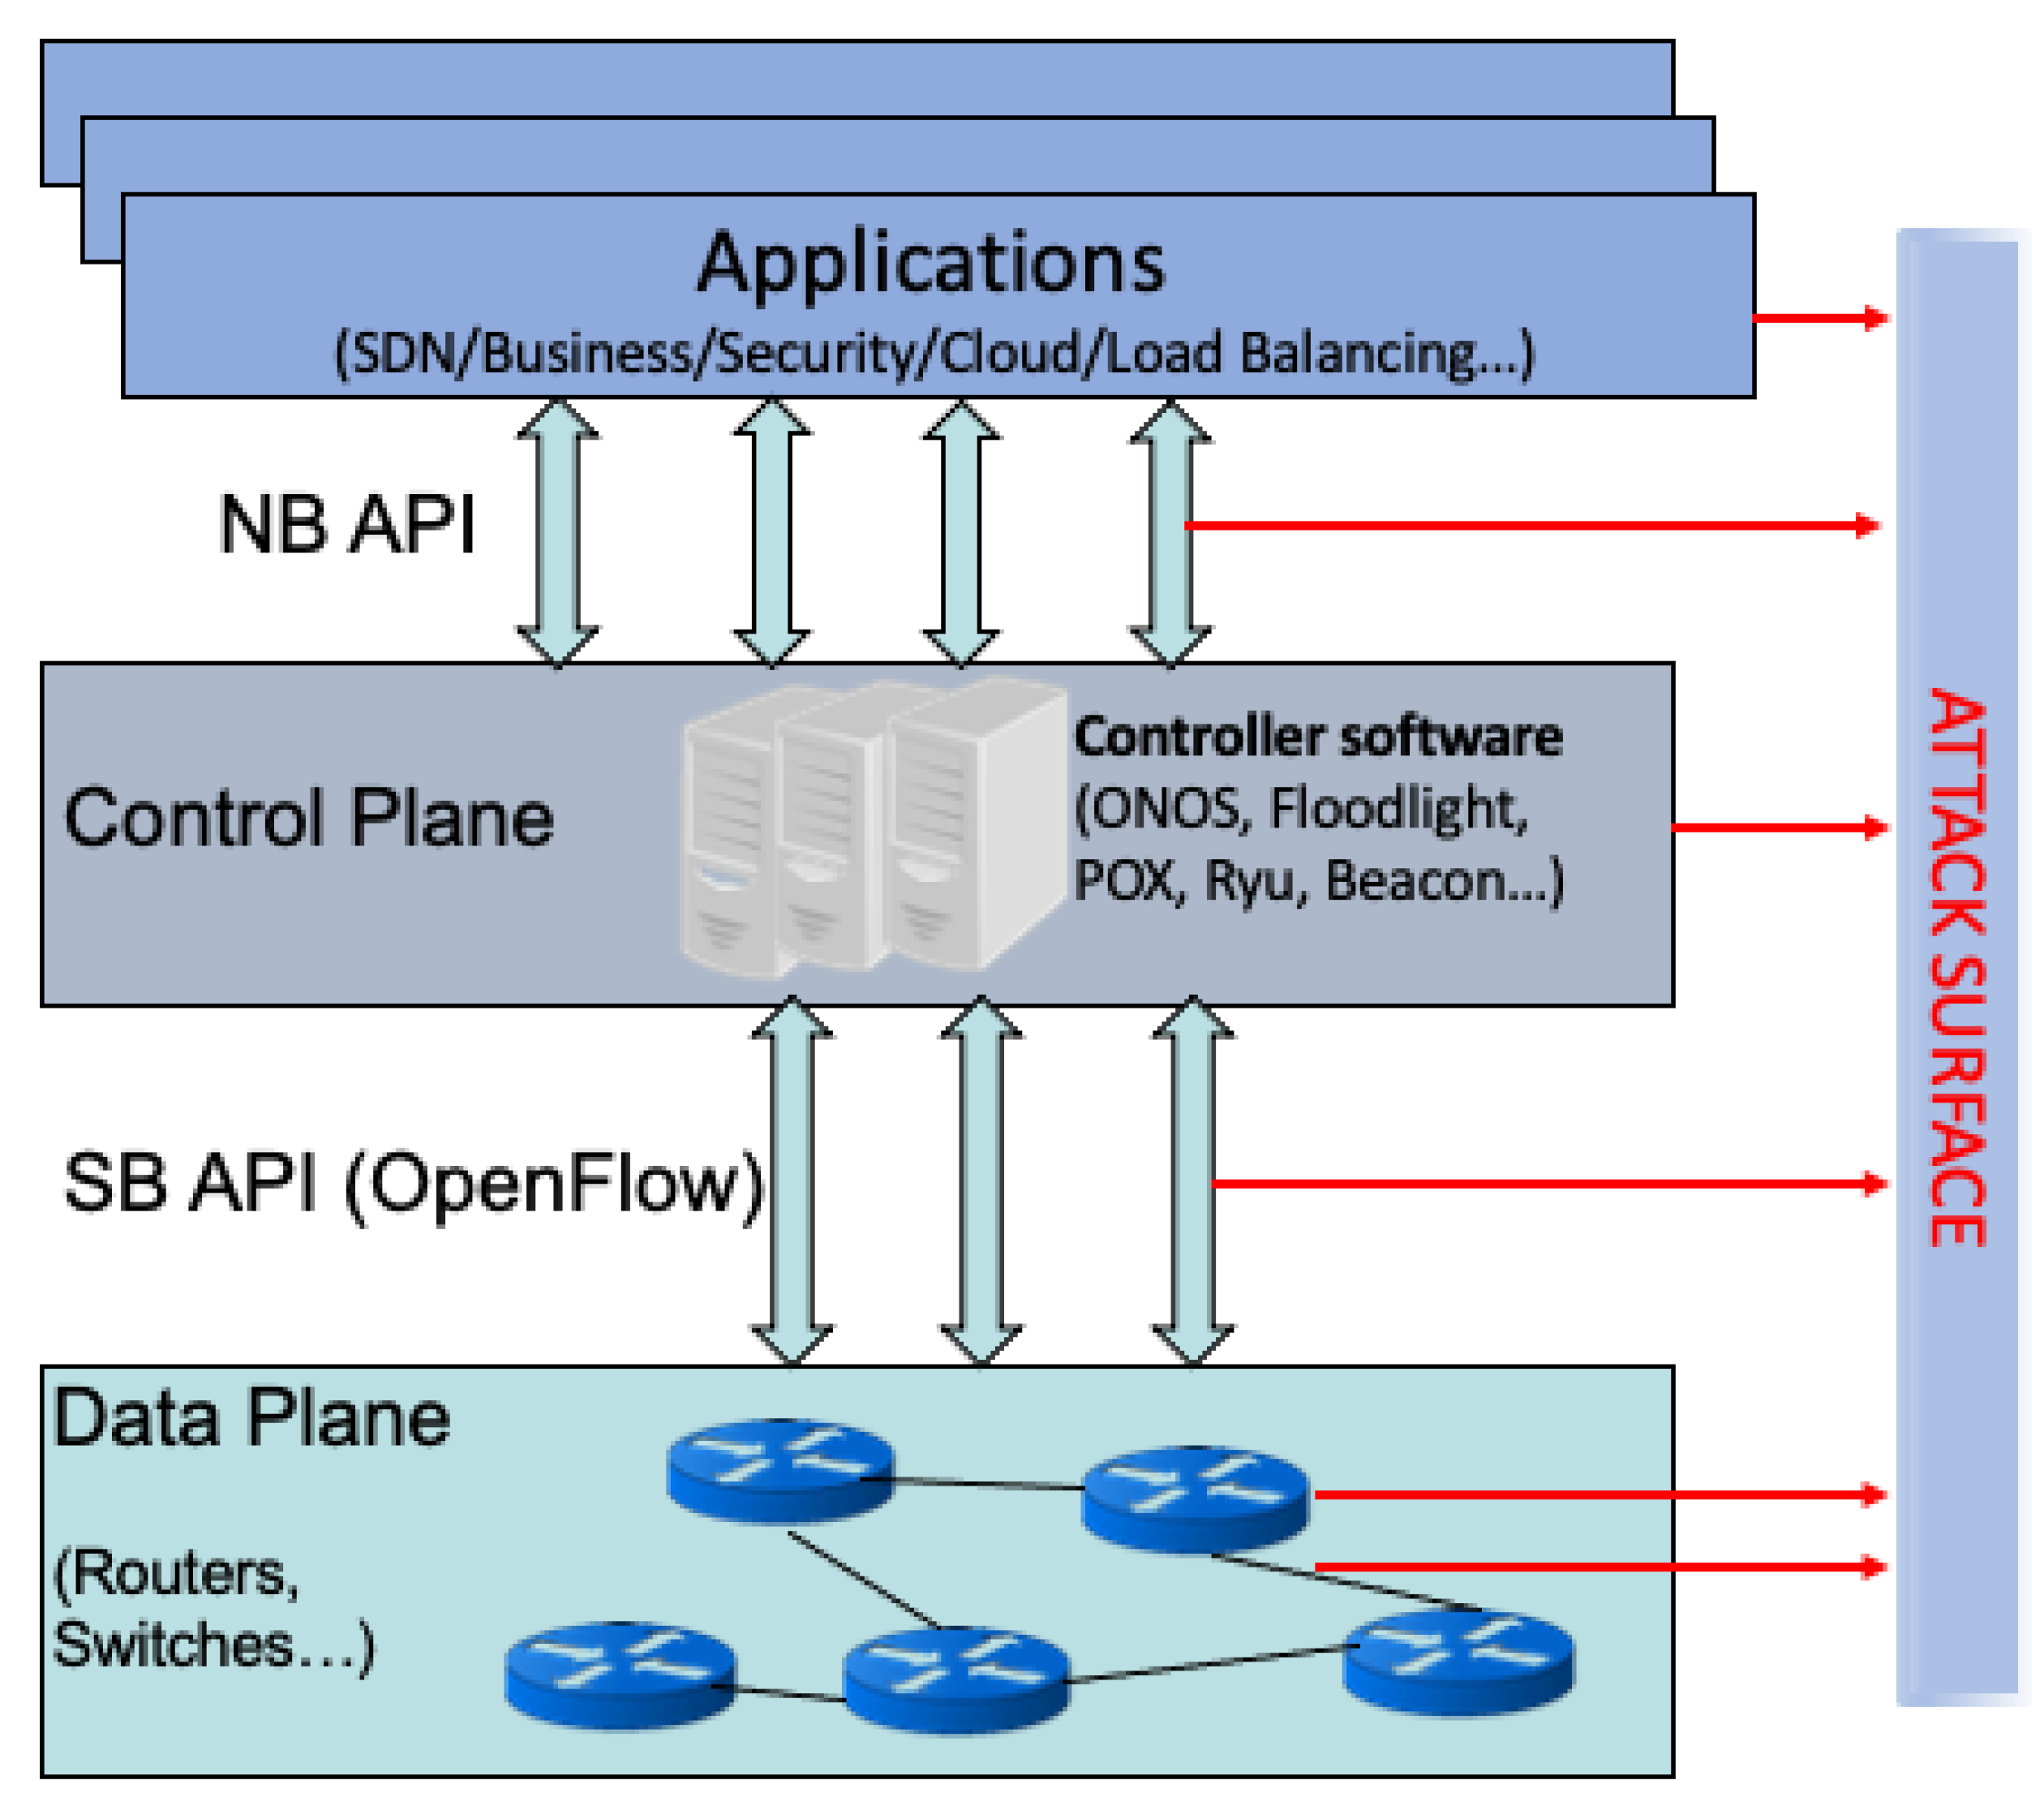 Applications
(SDN/Business/Security/Cloud/Load Balancing...)
NB API
Control Plane
Controller software
(ONOS, Floodlight,
POX, Ryu, Beacon...)
SB API (OpenFlow)
Data Plane
(Routers,
Switches...)
ATTACK SURFACE